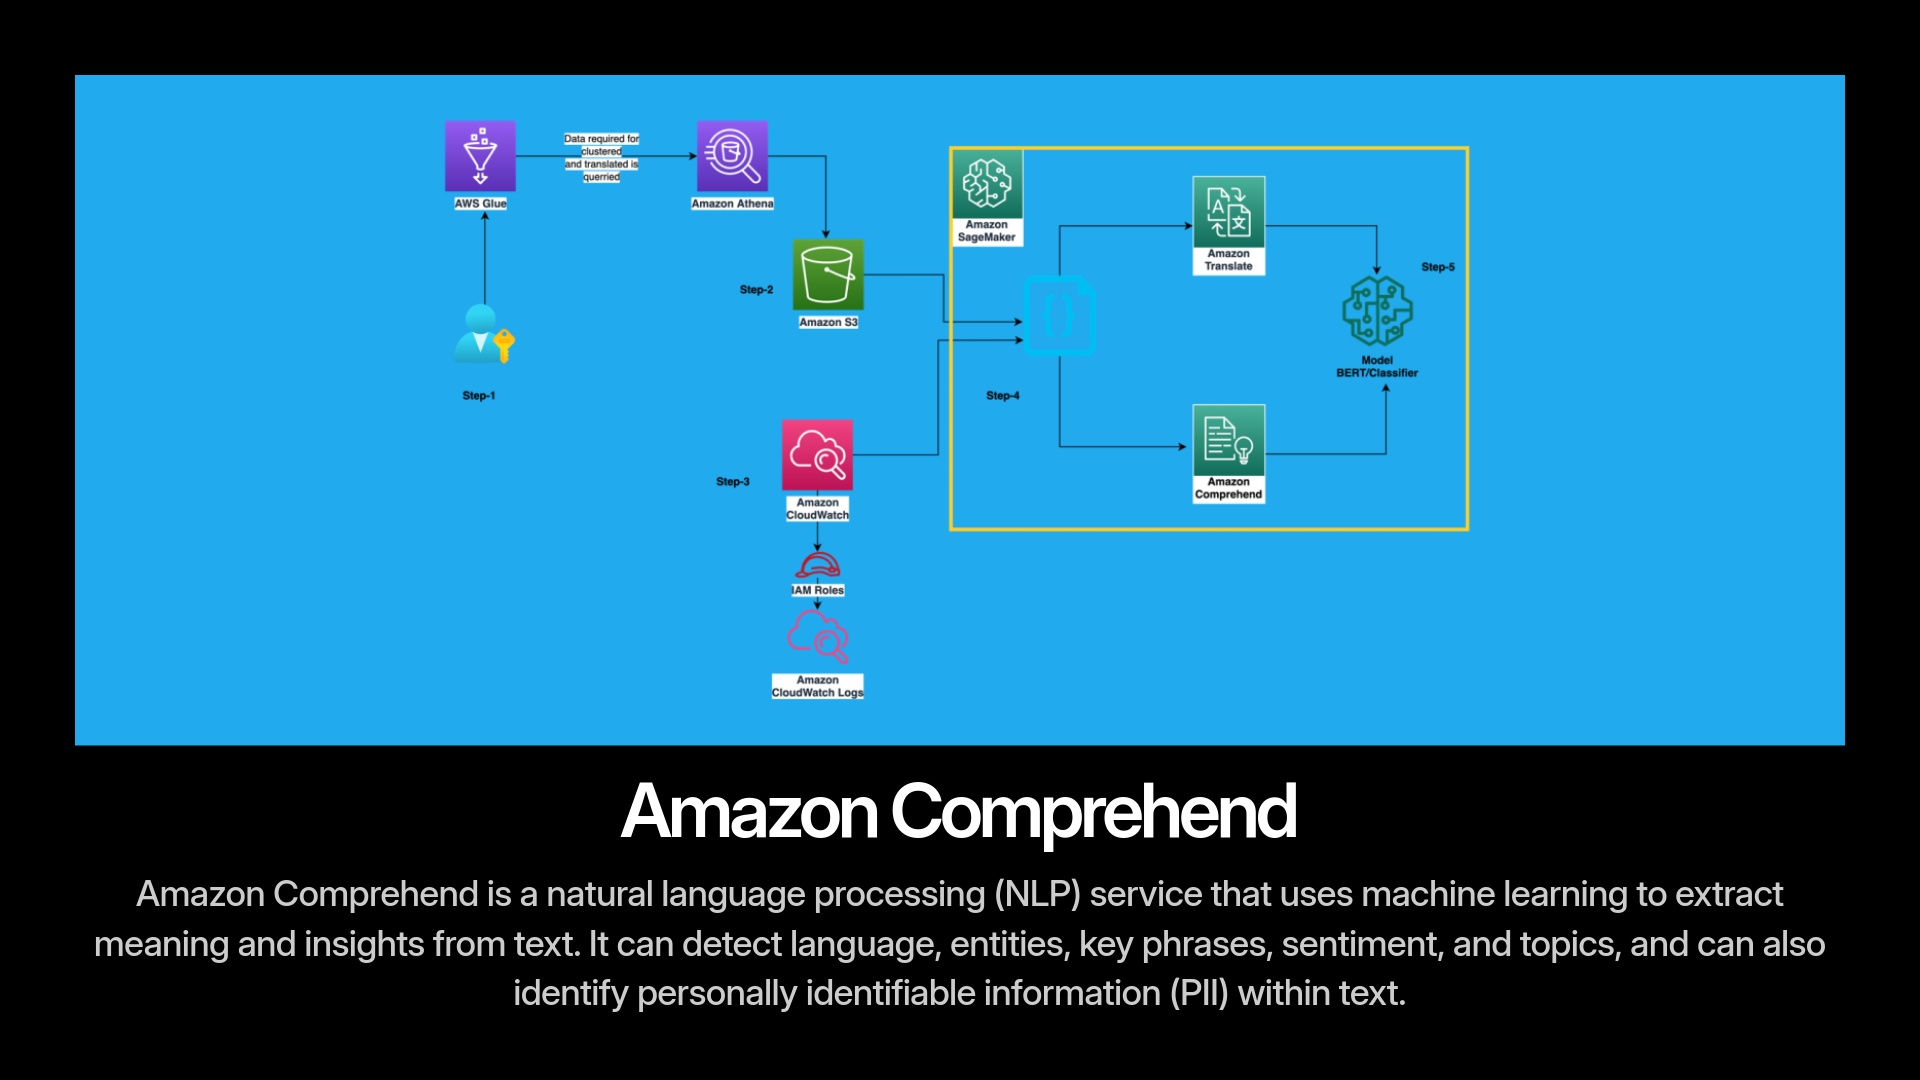 Data required for
clustered
and translated is
querried
AWS Glue
Amazon Athena
Amazon
SageMaker
Amazon
Translate
Step-5
Step-2
Amazon S3
Model
BERT/Classifier
Step-1
Step-4
Step-3
Amazon
Comprehend
Amazon
CloudWatch
IAM Roles
Amazon
CloudWatch Logs
Amazon Comprehend
Amazon Comprehend is a natural language processing (NLP) service that uses machine learning to extract
meaning and insights from text. It can detect language, entities, key phrases, sentiment, and topics, and can also
identify personally identifiable information (PII) within text.